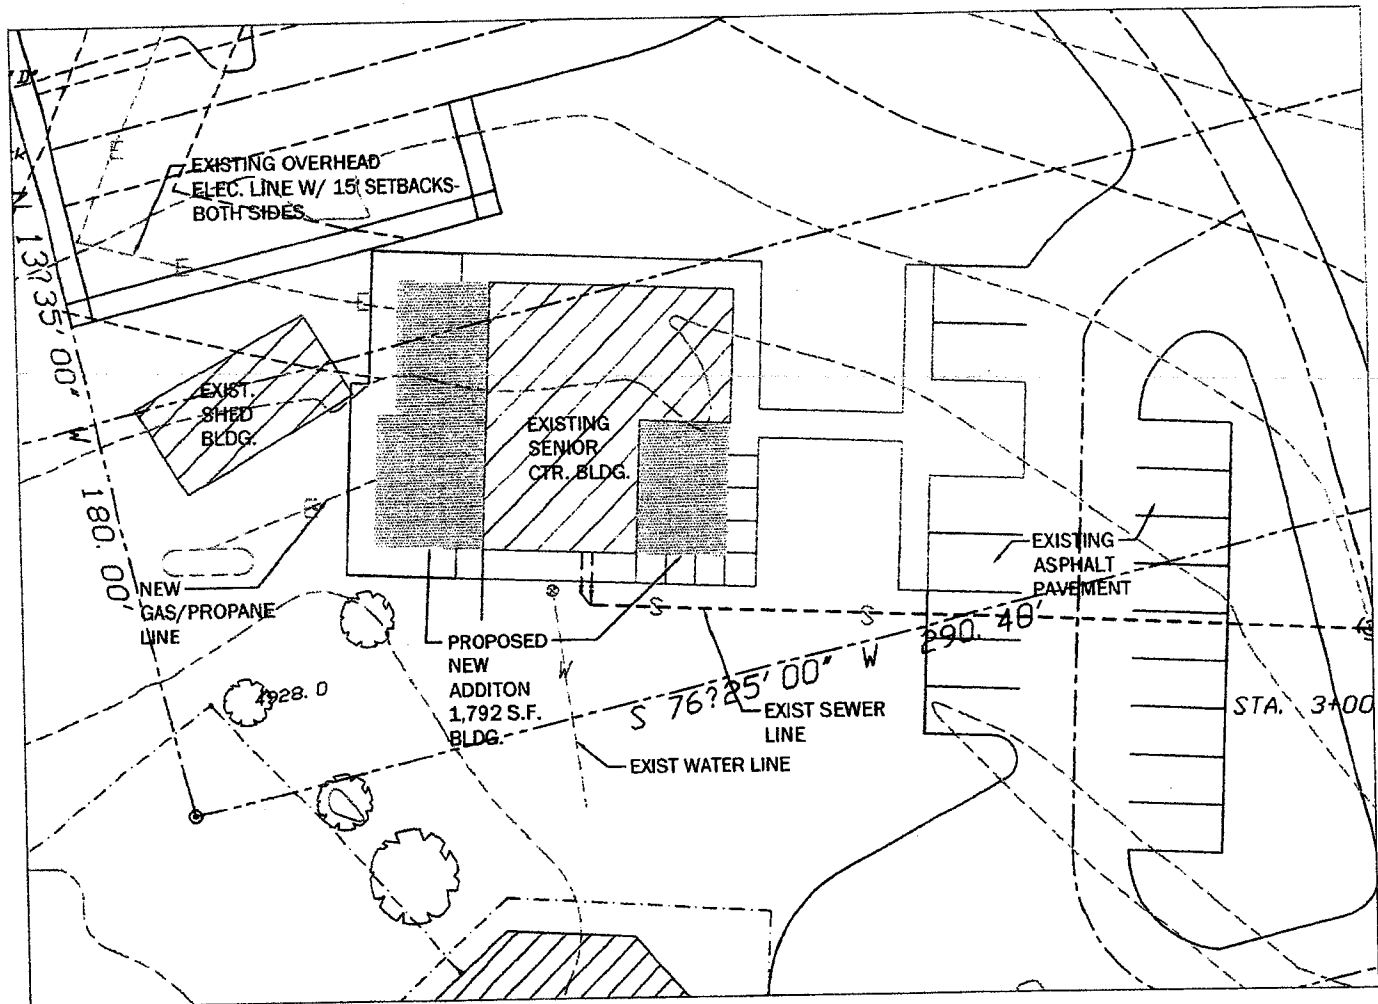 EXISTING OVERHEAD
ELEC. LINE W/ 15' SETBACKS-
BOTH SIDES
N 13?35' 00" W 180. 00'
E
E
E
EXIST.
SHED
BLDG.
EXISTING
SENIOR
CTR. BLDG.
EXISTING
ASPHALT
PAVEMENT
NEW
GAS/PROPANE
LINE
PROPOSED
NEW
ADDITON
1,792 S.F.
BLDG.
S
S
W
S 76?25' 00" W 290. 40'
4928. 0
EXIST SEWER
LINE
EXIST WATER LINE
STA. 3+00